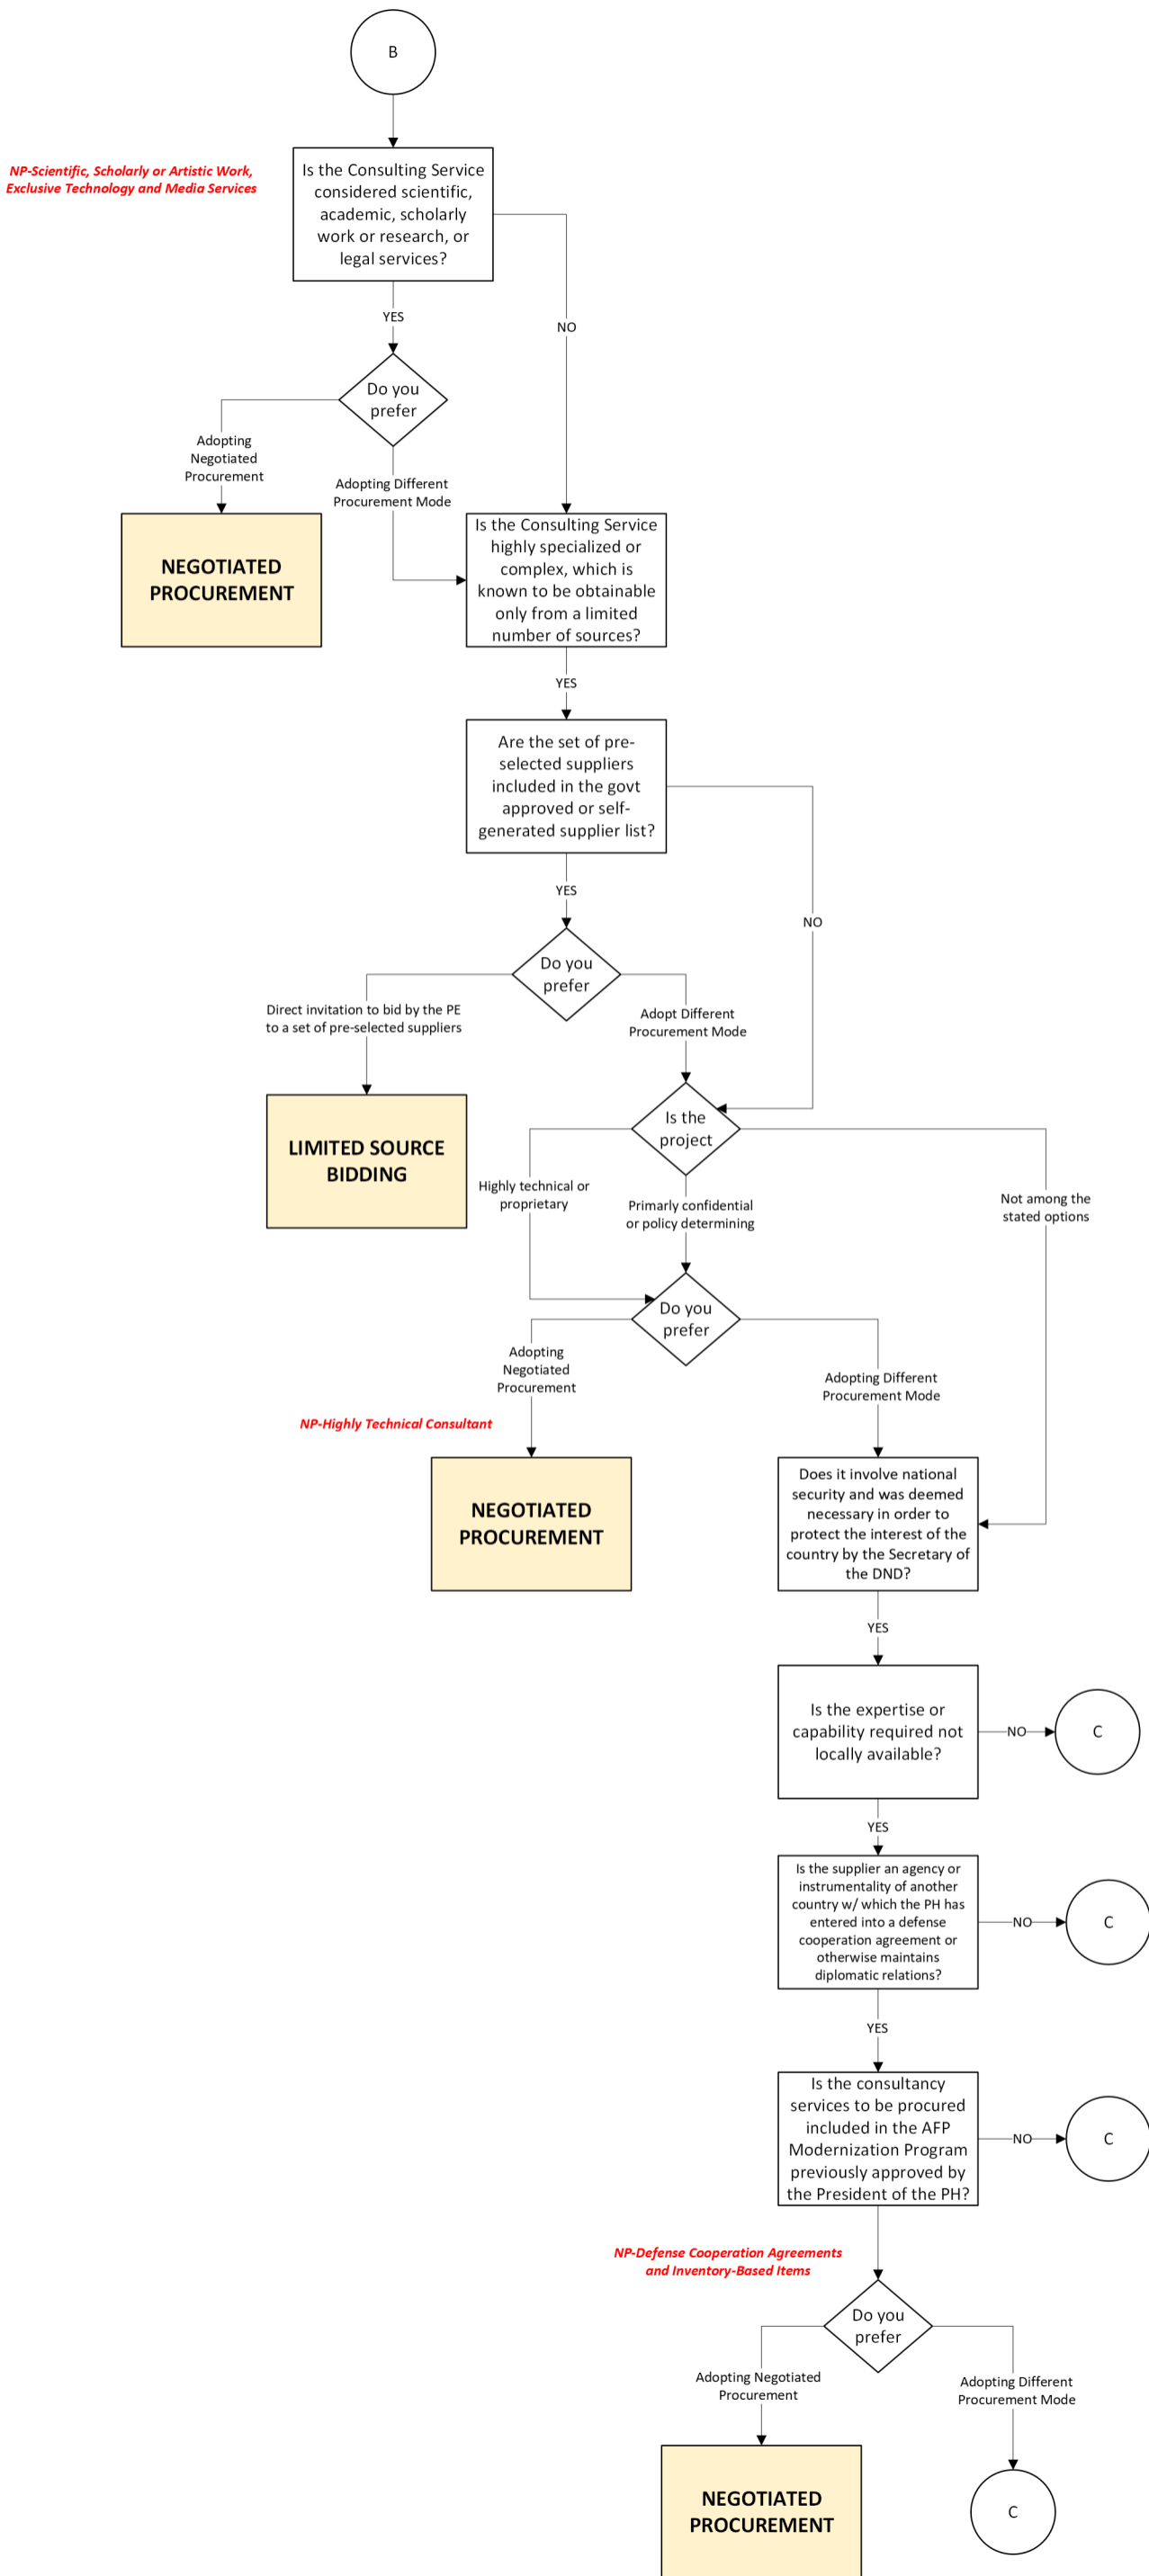 B
NP-Scientific, Scholarly or Artistic Work,
Exclusive Technology and Media Services
Is the Consulting Service
considered scientific,
academic, scholarly
work or research, or
legal services?
YES
NO
Do you
prefer
Adopting
Negotiated
Procurement
Adopting Different
Procurement Mode
NEGOTIATED
PROCUREMENT
Is the Consulting Service
highly specialized or
complex, which is
known to be obtainable
only from a limited
number of sources?
YES
Are the set of pre-
selected suppliers
included in the govt
approved or self-
generated supplier list?
YES
NO
Do you
prefer
Direct invitation to bid by the PE
to a set of pre-selected suppliers
Adopt Different
Procurement Mode
LIMITED SOURCE
BIDDING
Is the
project
Highly technical or
proprietary
Primarly confidential
or policy determining
Not among the
stated options
Do you
prefer
Adopting
Negotiated
Procurement
Adopting Different
Procurement Mode
NP-Highly Technical Consultant
NEGOTIATED
PROCUREMENT
Does it involve national
security and was deemed
necessary in order to
protect the interest of the
country by the Secretary of
the DND?
YES
Is the expertise or
capability required not
locally available?
NO
C
YES
Is the supplier an agency or
instrumentality of another
country w/ which the PH has
entered into a defense
cooperation agreement or
otherwise maintains
diplomatic relations?
NO
C
YES
Is the consultancy
services to be procured
included in the AFP
Modernization Program
previously approved by
the President of the PH?
NO
C
NP-Defense Cooperation Agreements
and Inventory-Based Items
Do you
prefer
Adopting Negotiated
Procurement
Adopting Different
Procurement Mode
NEGOTIATED
PROCUREMENT
C